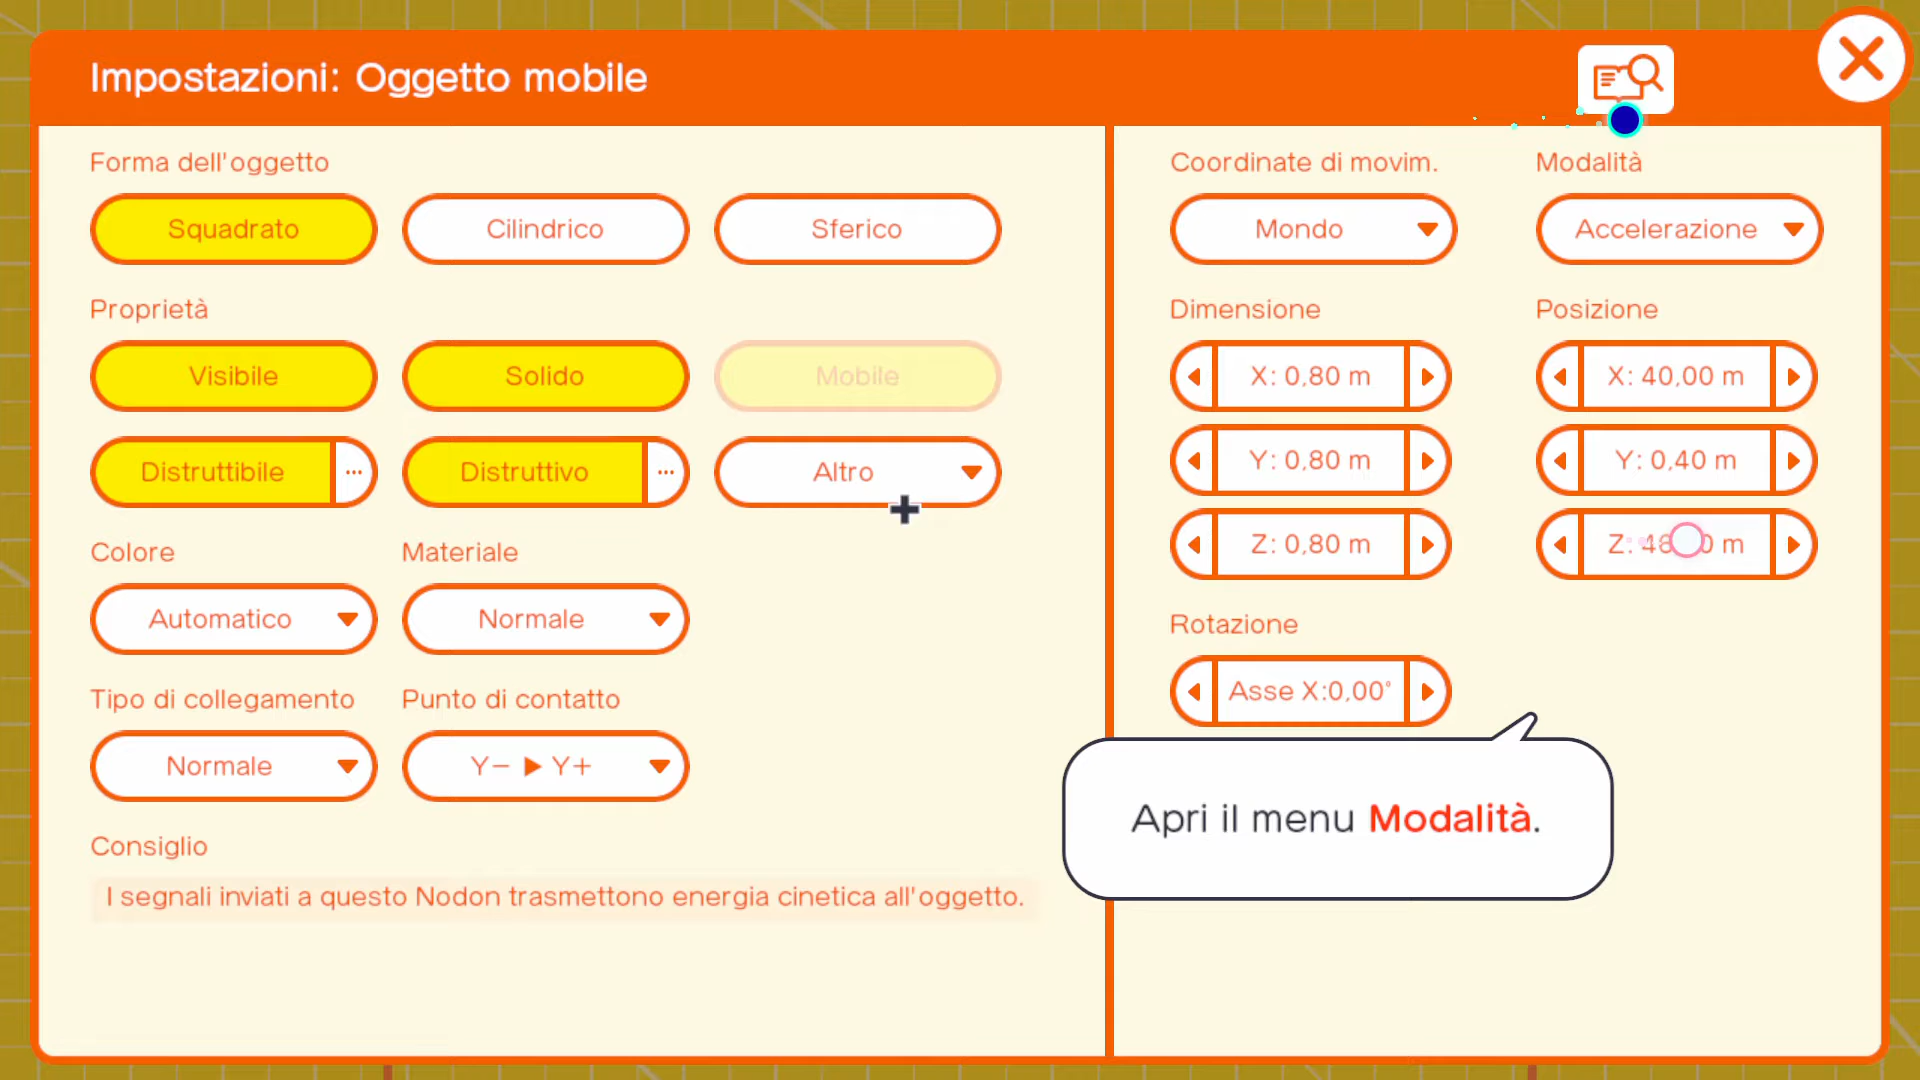 Impostazioni: Oggetto mobile
Forma dell'oggetto
Squadrato
Cilindrico
Sferico
Proprietà
Visibile
Solido
Mobile
Distruttibile
...
Distruttivo
...
Altro
Colore
Materiale
Automatico
Normale
Tipo di collegamento
Punto di contatto
Normale
Y− ▶ Y+
Consiglio
I segnali inviati a questo Nodon trasmettono energia cinetica all'oggetto.
Coordinate di movim.
Modalità
Mondo
Accelerazione
Dimensione
Posizione
X: 0,80 m
X: 40,00 m
Y: 0,80 m
Y: 0,40 m
Z: 0,80 m
Z: m
Rotazione
Asse X:0,00°
Apri il menu Modalità.